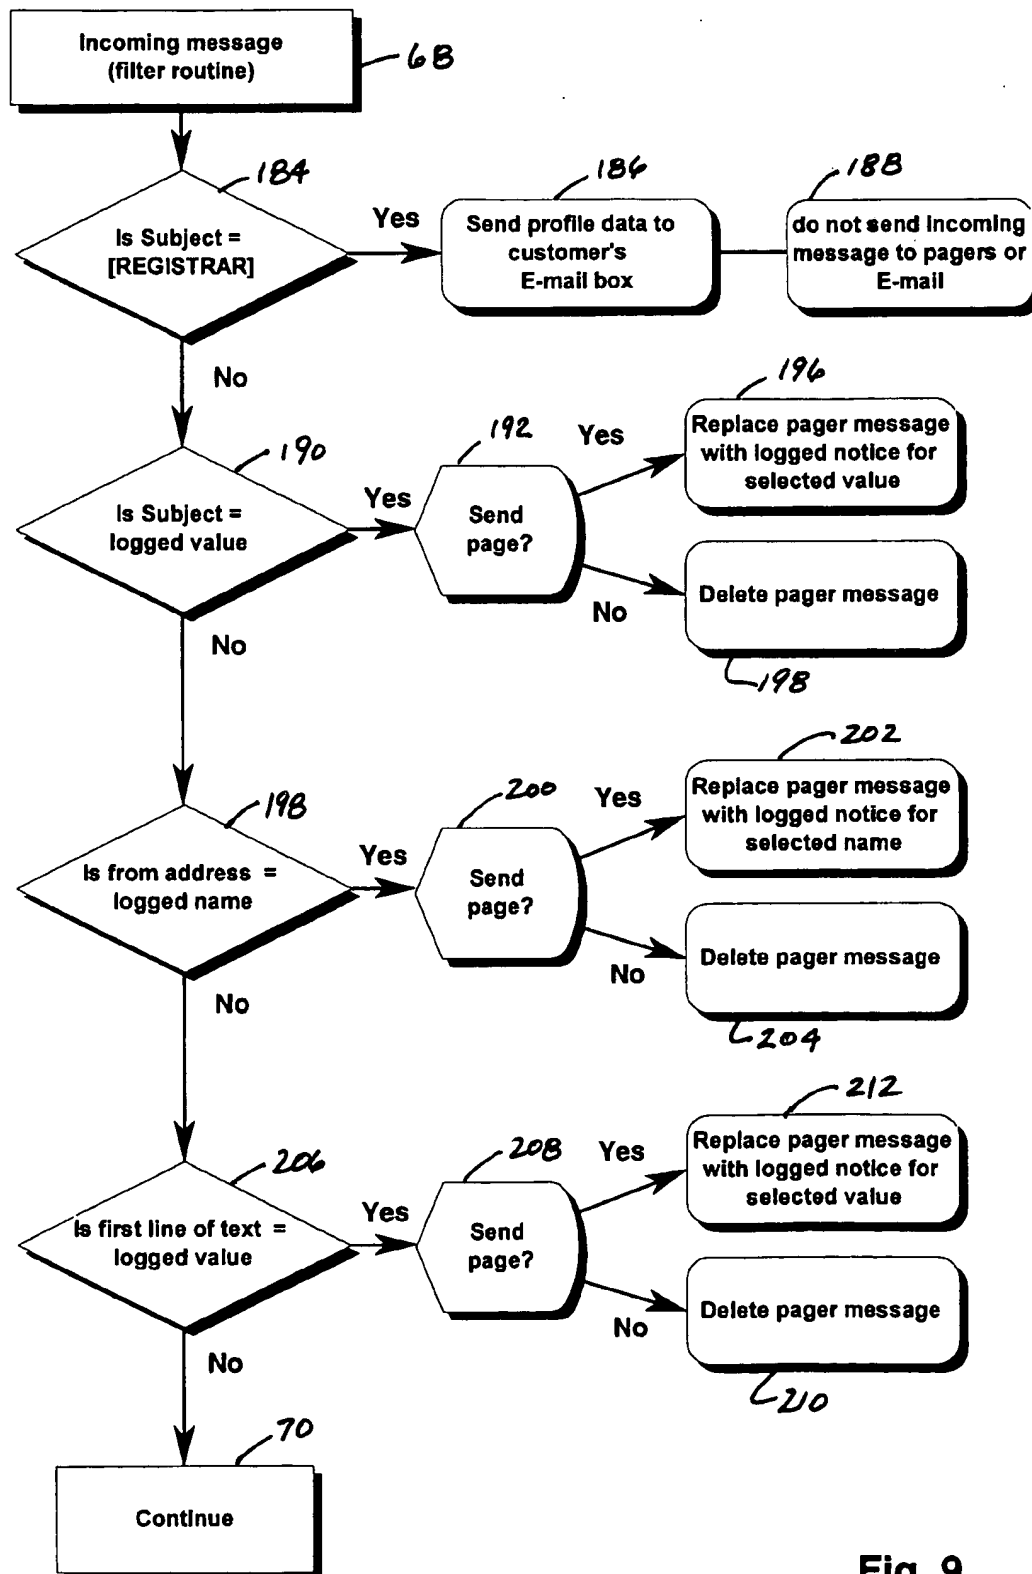 Incoming message
(filter routine)
68
184
Is Subject =
[REGISTRAR]
Yes
186
Send profile data to
customer's
E-mail box
188
do not send incoming
message to pagers or
E-mail
No
190
Is Subject =
logged value
Yes
192
Send
page?
Yes
196
Replace pager message
with logged notice for
selected value
No
Delete pager message
198
No
198
Is from address =
logged name
Yes
200
Send
page?
Yes
202
Replace pager message
with logged notice for
selected name
No
Delete pager message
204
No
206
Is first line of text =
logged value
Yes
208
Send
page?
Yes
212
Replace pager message
with logged notice for
selected value
No
Delete pager message
210
No
70
Continue
Fig. 9